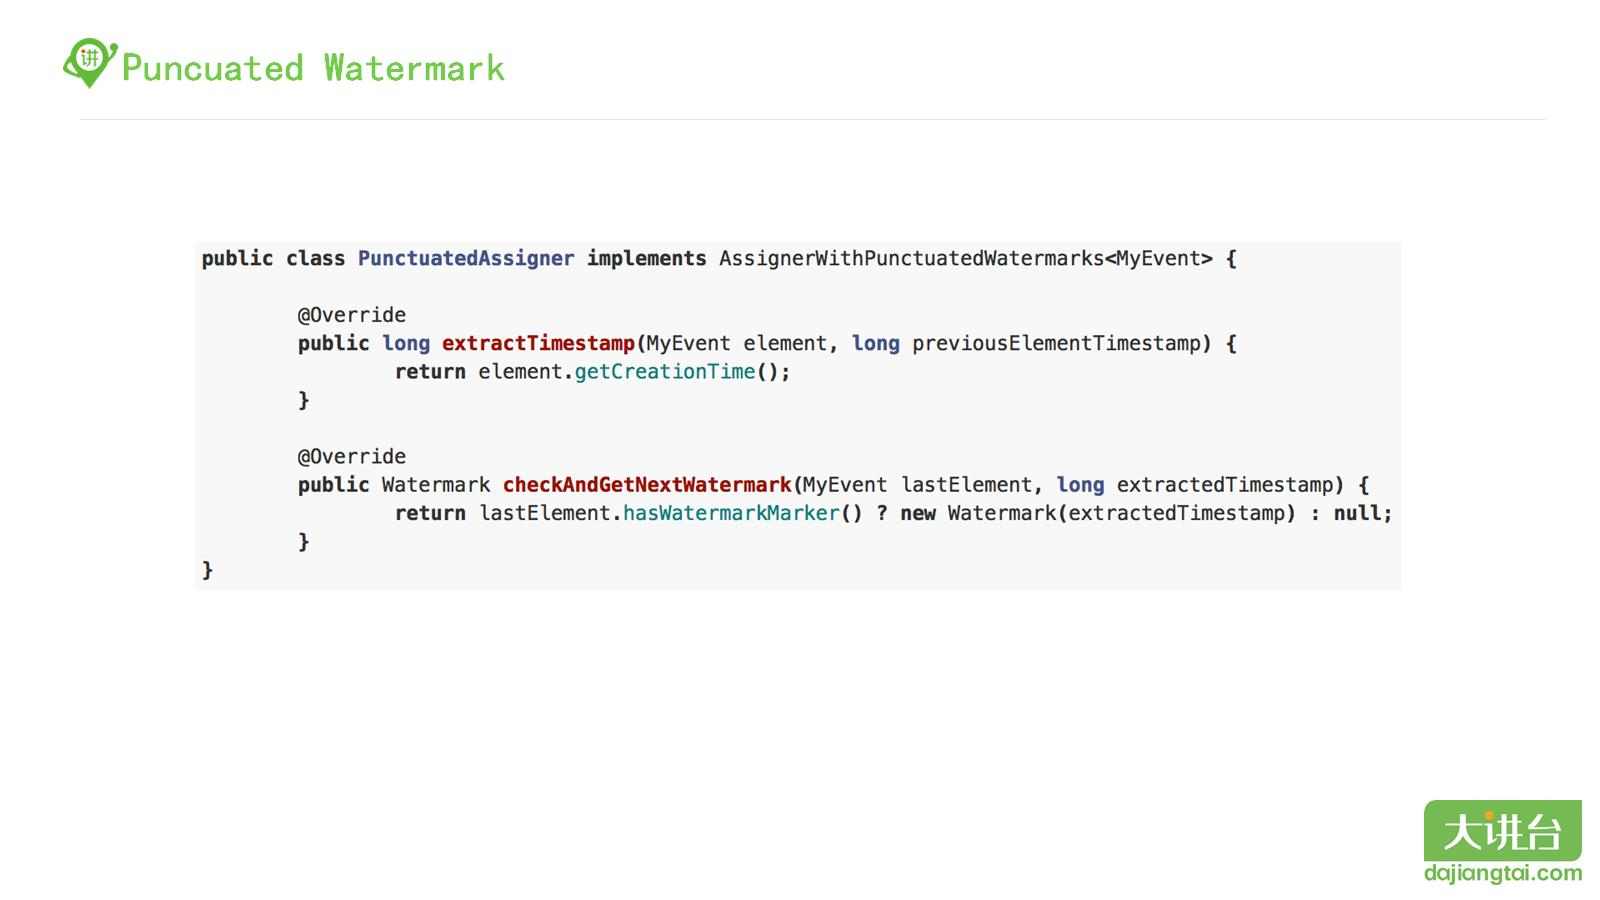 讲
Puncuated Watermark
public class PunctuatedAssigner implements AssignerWithPunctuatedWatermarks<MyEvent> {
@Override
public long extractTimestamp(MyEvent element, long previousElementTimestamp) {
return element.getCreationTime();
}
@Override
public Watermark checkAndGetNextWatermark(MyEvent lastElement, long extractedTimestamp) {
return lastElement.hasWatermarkMarker() ? new Watermark(extractedTimestamp) : null;
}
}
大讲台
dajiangtai.com